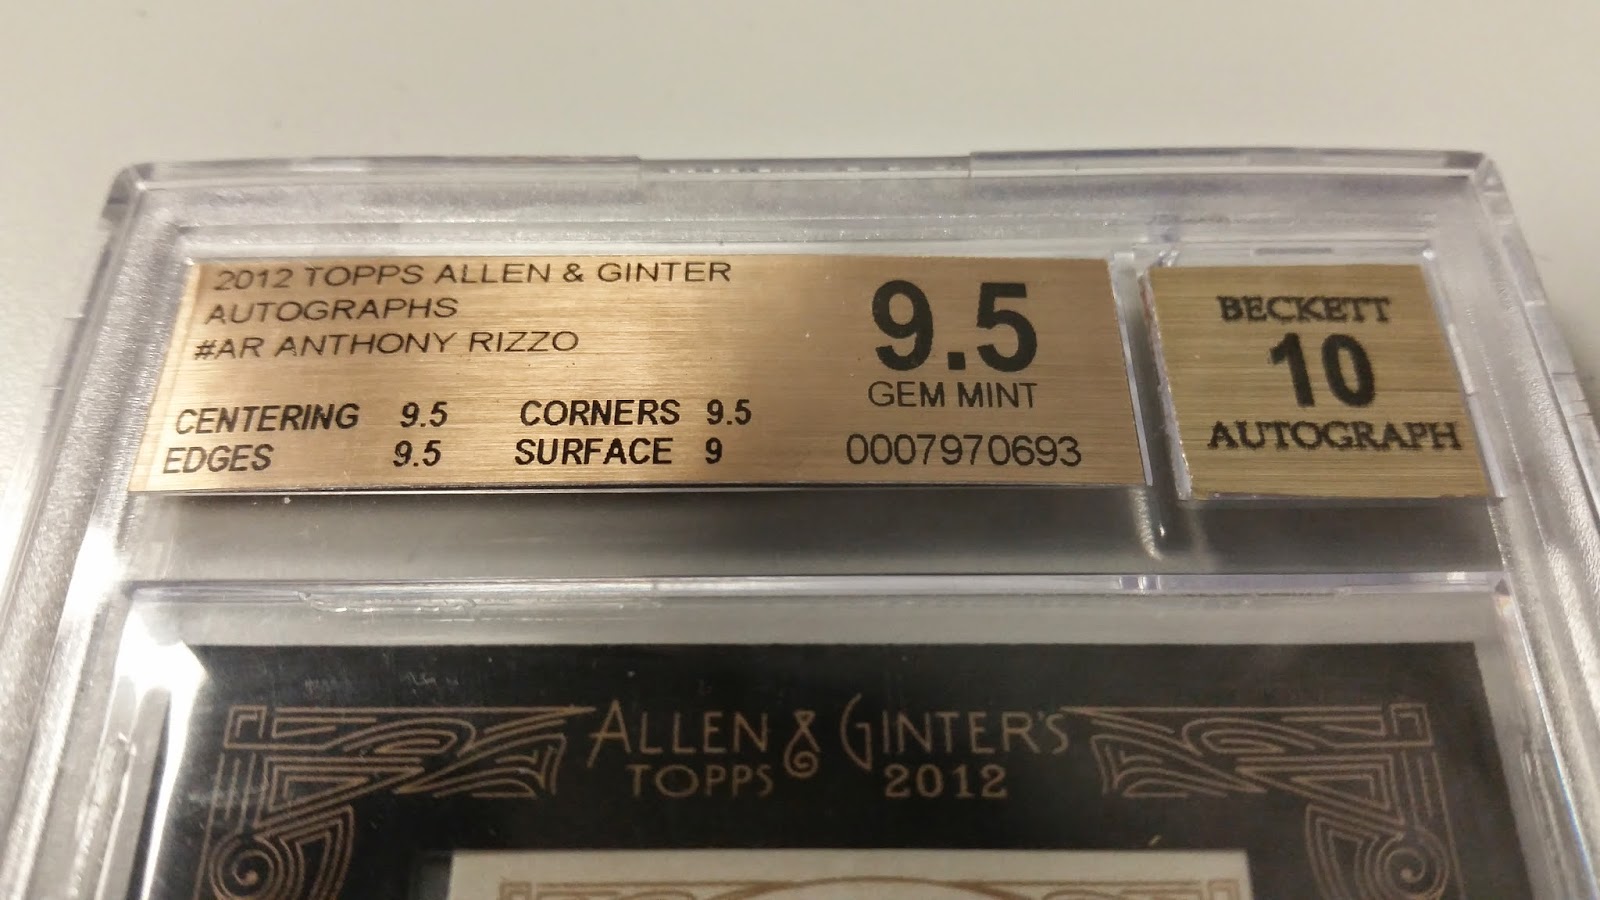 2012 TOPPS ALLEN & GINTER
AUTOGRAPHS
#AR ANTHONY RIZZO
CENTERING 9.5 CORNERS 9.5
EDGES 9.5 SURFACE 9
9.5
GEM MINT
0007970693
BECKETT
10
AUTOGRAPH
ALLEN & GINTER'S
TOPPS 2012